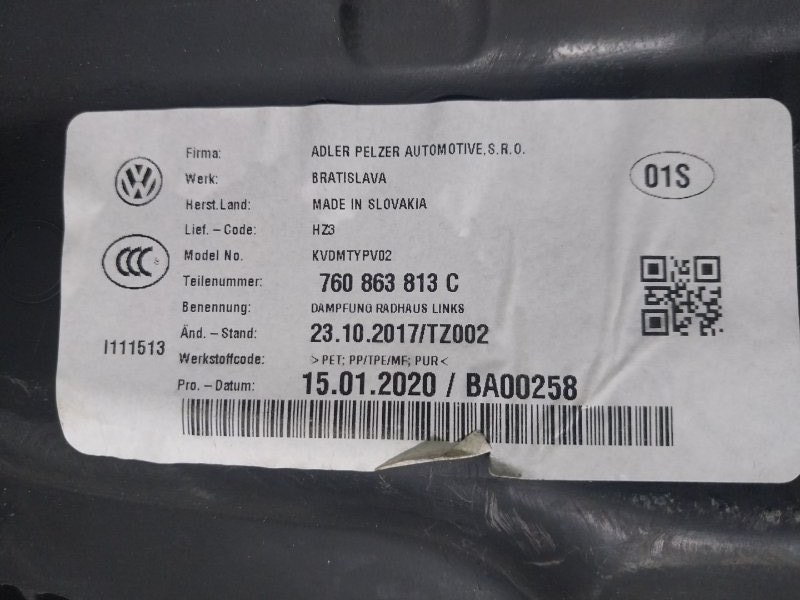 Firma: ADLER PELZER AUTOMOTIVE,S.R.O.
Werk: BRATISLAVA
01S
Herst.Land: MADE IN SLOVAKIA
Lief. - Code: HZ3
Model No. KVDMTYPV02
CCC
Teilenummer: 760 863 813 C
Benennung: DÄMPFUNG RADHAUS LINKS
Änd. - Stand: 23.10.2017/TZ002
I111513
Werkstoffcode: >PET; PP/TPE/MF; PUR<
Pro. - Datum: 15.01.2020 / BA00258